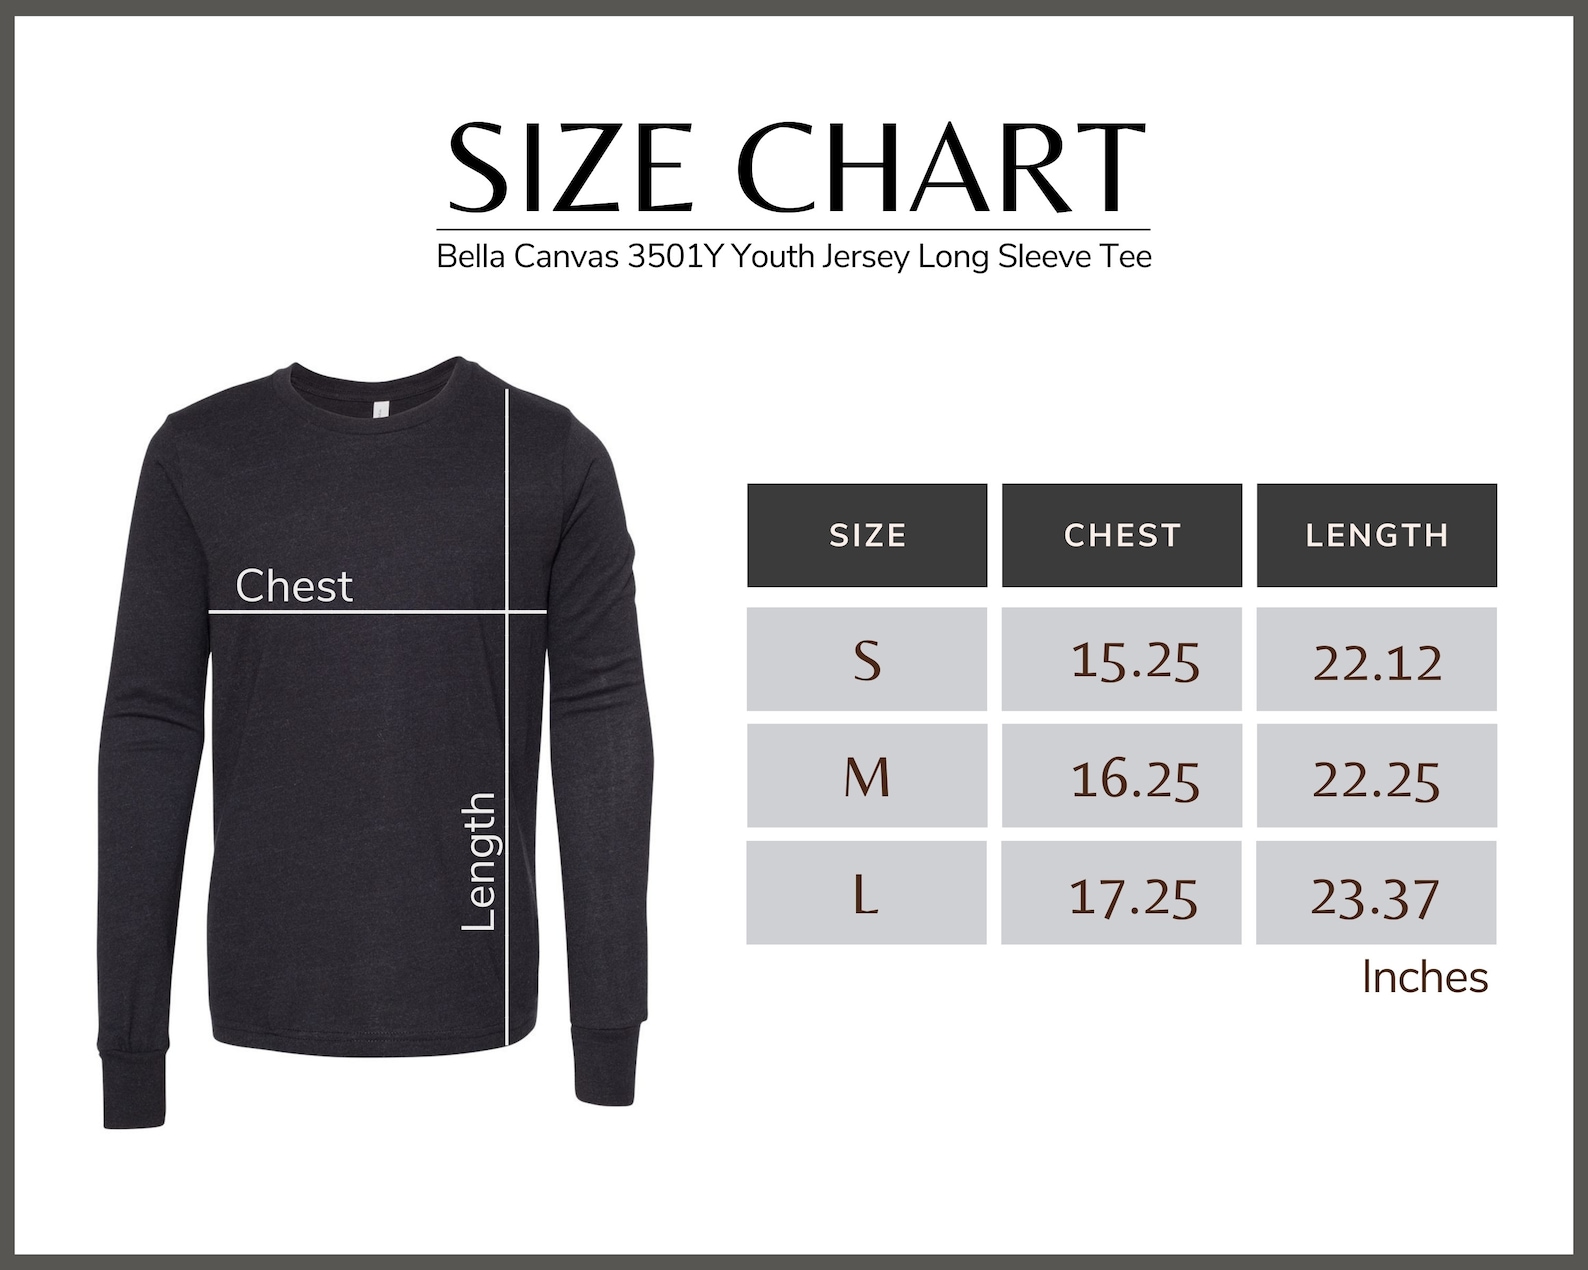 SIZE CHART
Bella Canvas 3501Y Youth Jersey Long Sleeve Tee
Chest
Length
SIZE CHEST LENGTH
S 15.25 22.12
M 16.25 22.25
L 17.25 23.37
Inches